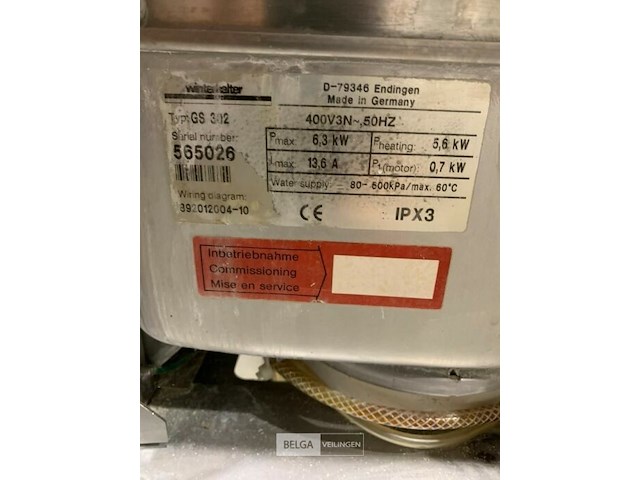 winterhalter
D-79346 Endingen
Made in Germany
Type: GS 302
400V3N~, 50HZ
Serial number:
565026
Pmax. 6,3 kW
Pheating: 5,6 kW
Imax. 13,6 A
P1(motor): 0,7 kW
Water supply: 80- 600kPa/max. 60°C
Wiring diagram:
892012004-10
CE
IPX3
Inbetriebnahme
Commissioning
Mise en service
BELGA VEILINGEN